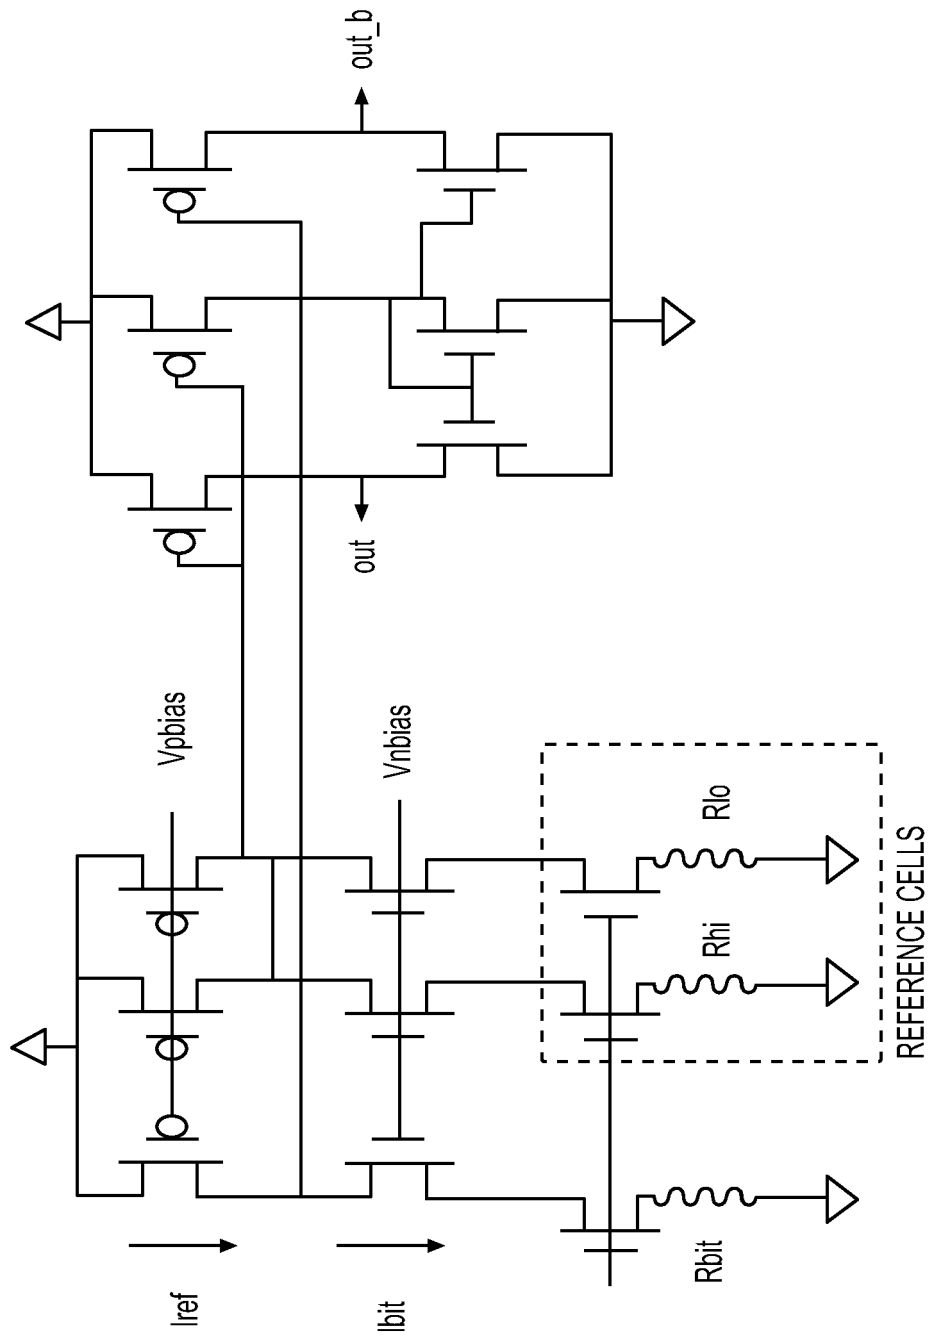 out_b
out
Vpbias
Vnbias
Rlo
Rhi
REFERENCE CELLS
Rbit
Iref
Ibit